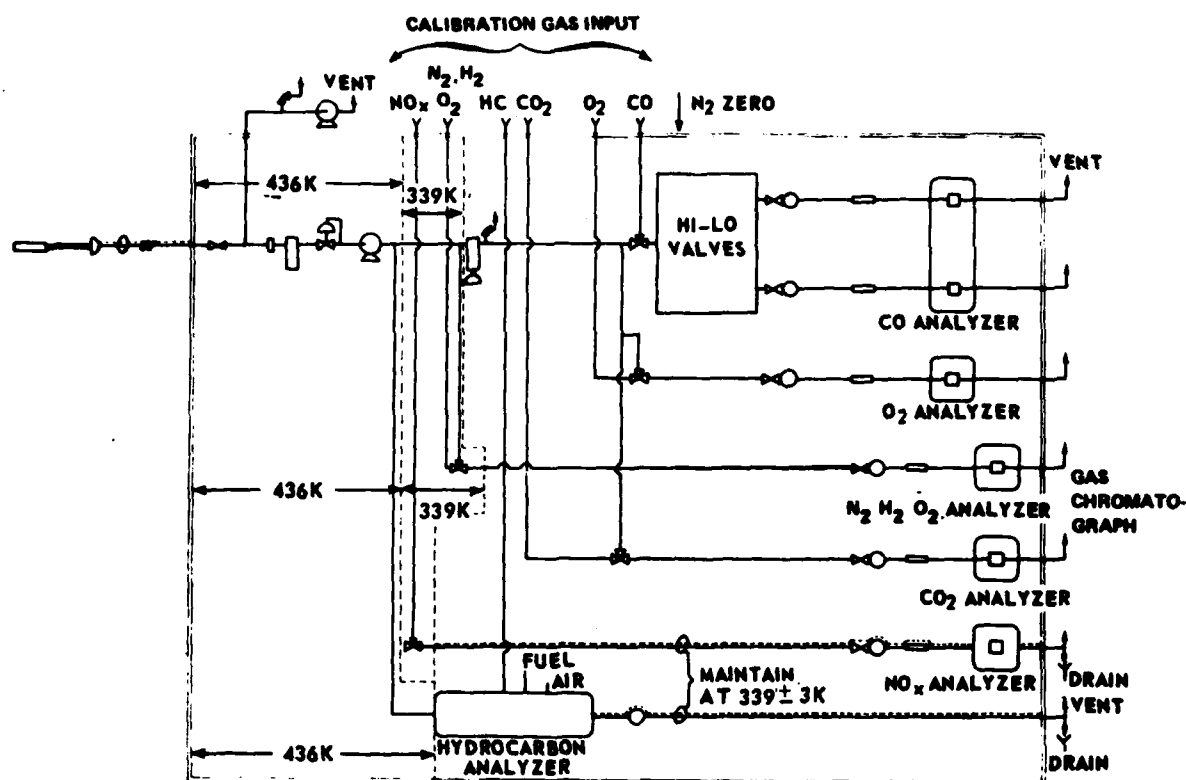 CALIBRATION GAS INPUT
VENT
N2, H2
NOx O2 HC CO2 O2 CO N2 ZERO
VENT
436K
339K
HI-LO
VALVES
CO ANALYZER
O2 ANALYZER
436K
339K
N2 H2 O2 ANALYZER
GAS
CHROMATO-
GRAPH
CO2 ANALYZER
FUEL
AIR
MAINTAIN
AT 339 ± 3K
NOx ANALYZER
DRAIN
VENT
436K
HYDROCARBON
ANALYZER
DRAIN